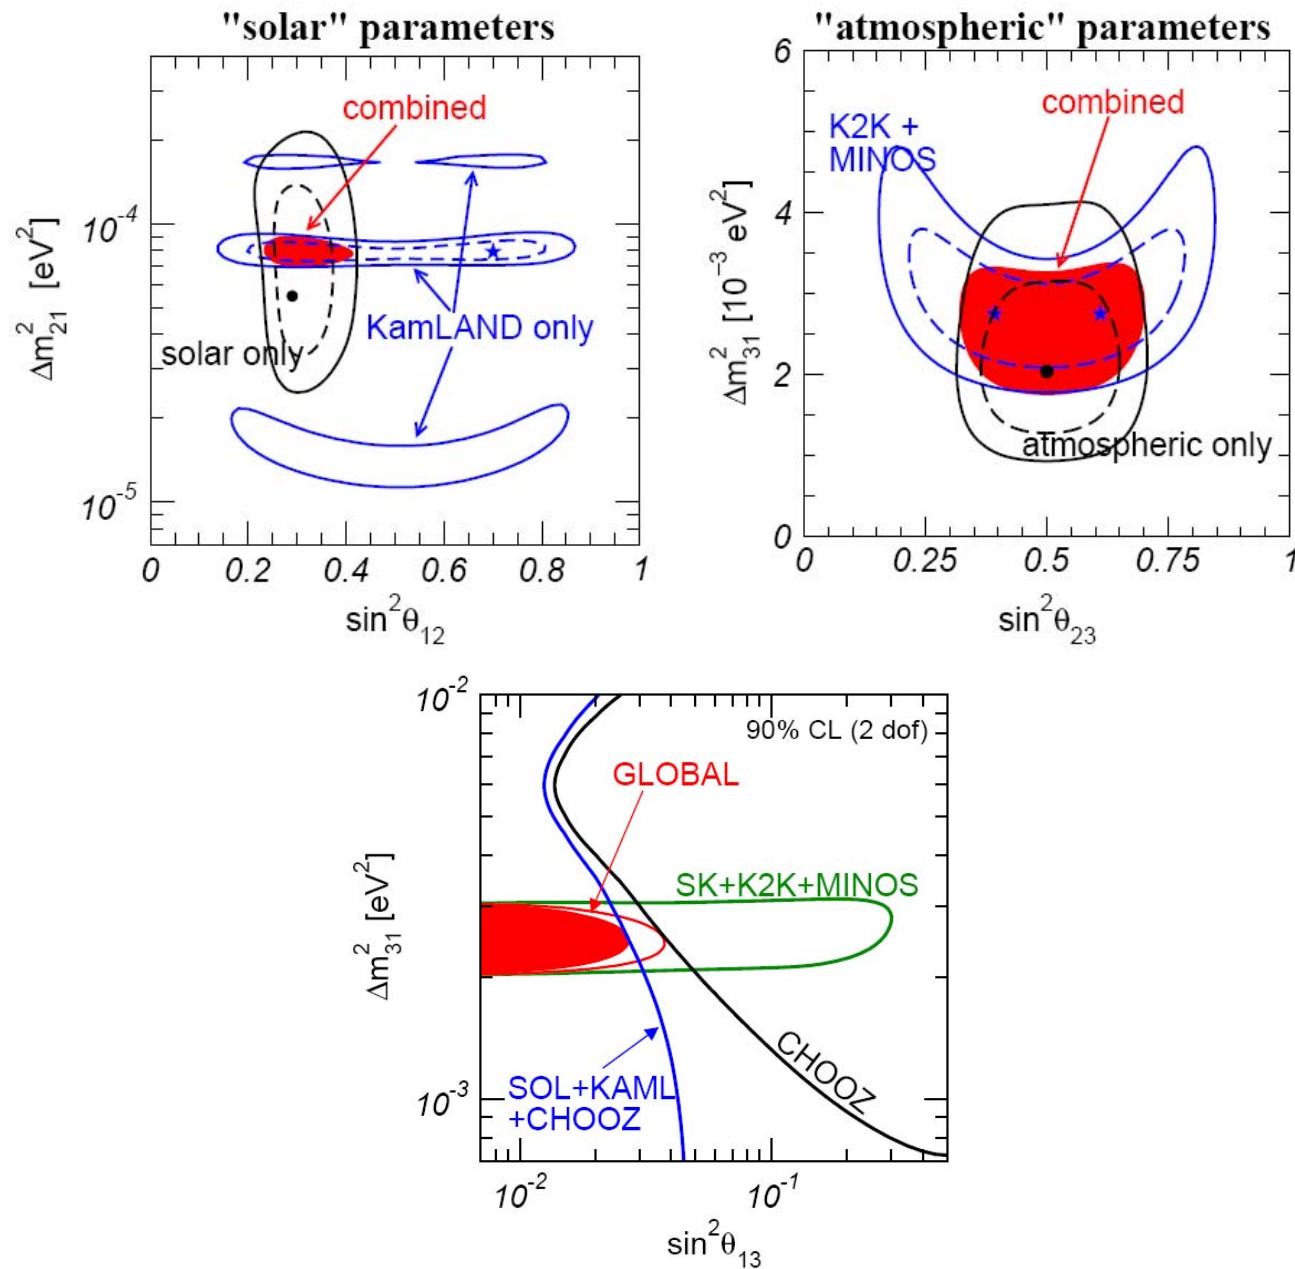 "solar" parameters
combined
10⁻⁴
Δm²₂₁ [eV²]
KamLAND only
solar only
10⁻⁵
0 0.2 0.4 0.6 0.8 1
sin²θ₁₂
"atmospheric" parameters
6
combined
K2K +
MINOS
4
Δm²₃₁ [10⁻³ eV²]
2
atmospheric only
0
0 0.25 0.5 0.75 1
sin²θ₂₃
10⁻²
90% CL (2 dof)
GLOBAL
SK+K2K+MINOS
Δm²₃₁ [eV²]
CHOOZ
SOL+KAML
+CHOOZ
10⁻³
10⁻² 10⁻¹
sin²θ₁₃